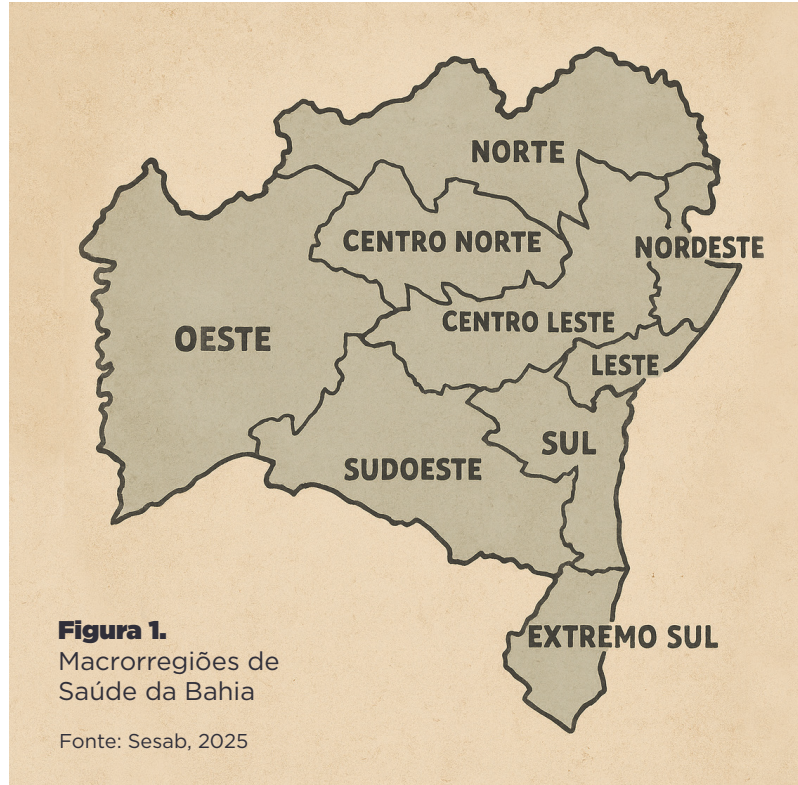 NORTE
CENTRO NORTE
NORDESTE
CENTRO LESTE
OESTE
LESTE
SUL
SUDOESTE
EXTREMO SUL
Figura 1.
Macrorregiões de
Saúde da Bahia
Fonte: Sesab, 2025